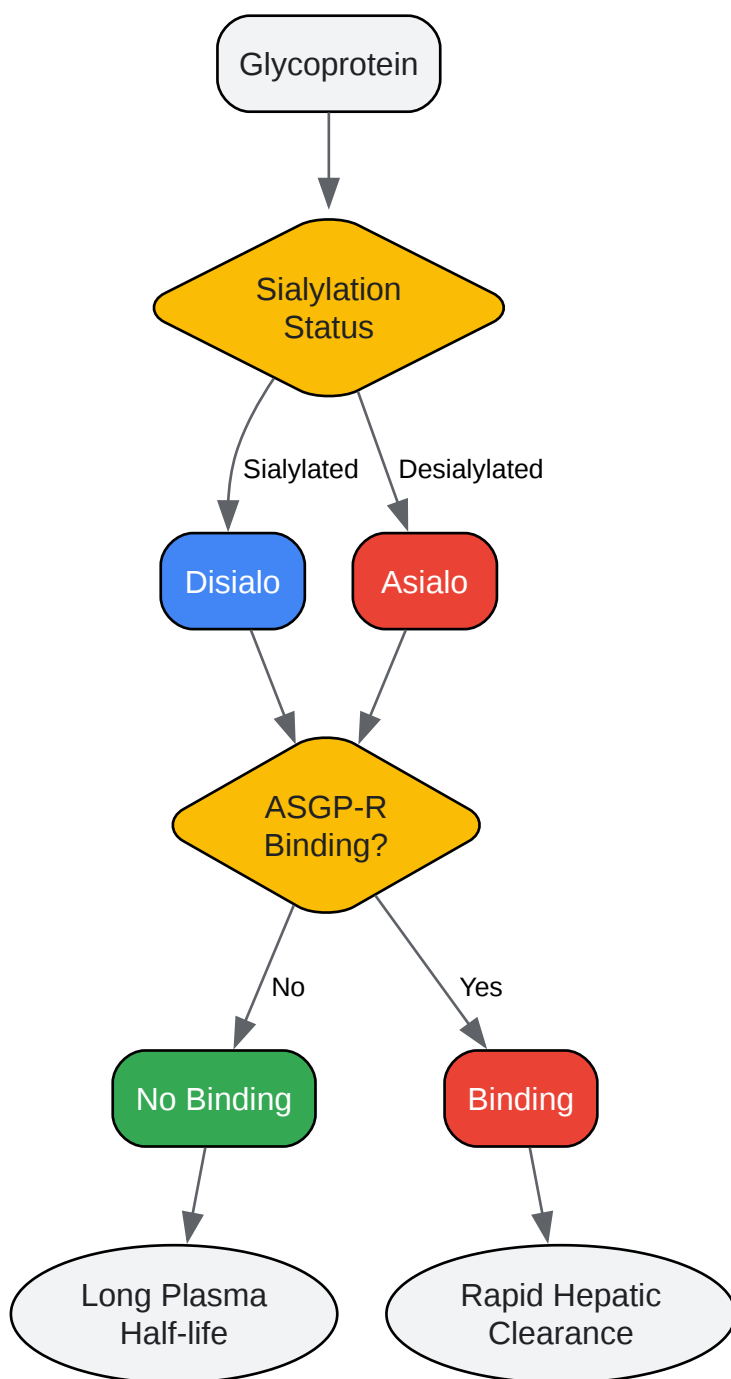 Glycoprotein
Sialylation
Status
Sialylated
Desialylated
Disialo
Asialo
ASGP-R
Binding?
No
Yes
No Binding
Binding
Long Plasma
Half-life
Rapid Hepatic
Clearance